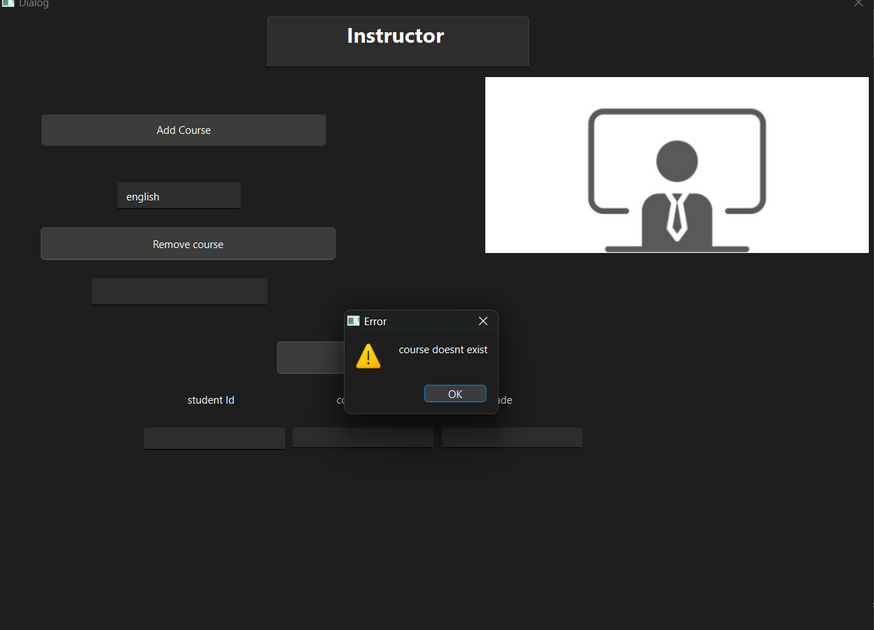 Dialog
Instructor
Add Course
english
Remove course
Error
course doesnt exist
OK
student Id